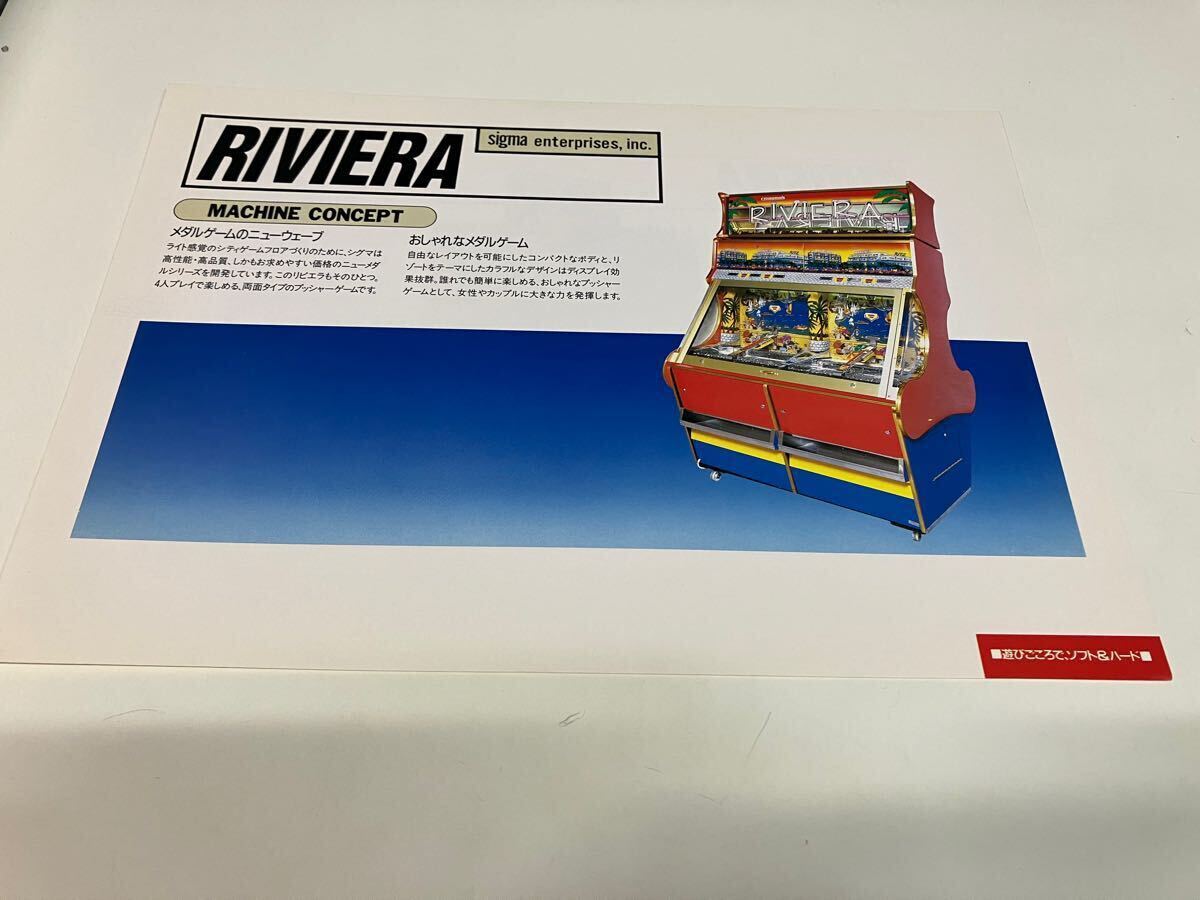 RIVIERA
sigma enterprises, inc.
MACHINE CONCEPT
メダルゲームのニューウェーブ
ライト感覚のシティゲームフロアづくりのために、シグマは
高性能・高品質、しかもお求めやすい価格のニューメダ
ルシリーズを開発しています。このリビエラもそのひとつ。
4人プレイで楽しめる、両面タイプのプッシャーゲームです。
おしゃれなメダルゲーム
自由なレイアウトを可能にしたコンパクトなボディと、リ
ゾートをテーマにしたカラフルなデザインはディスプレイ効
果抜群。誰れでも簡単に楽しめる、おしゃれなプッシャー
ゲームとして、女性やカップルに大きな力を発揮します。
RIVIERA
■遊びごころで、ソフト&ハード■